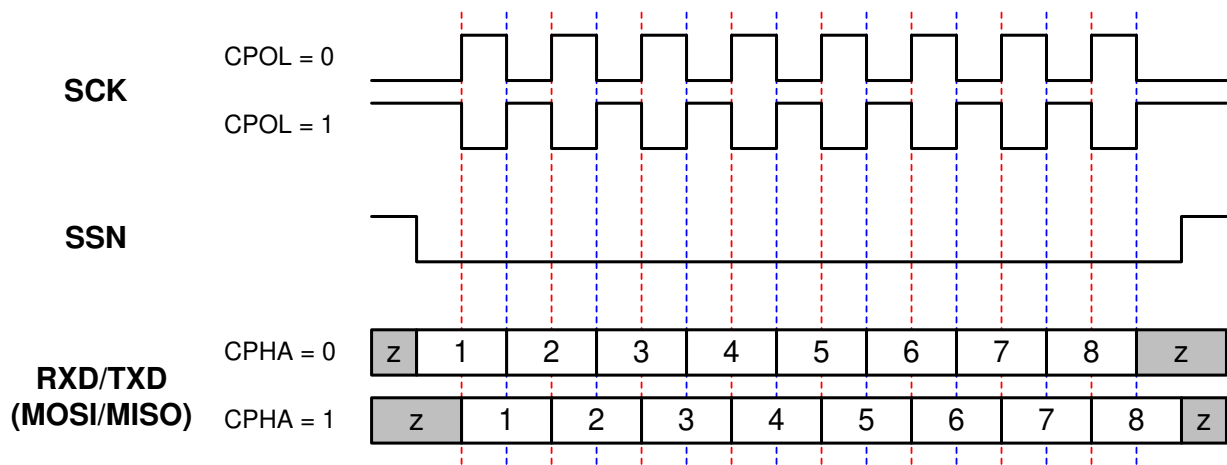 SCK
CPOL = 0
CPOL = 1
SSN
RXD/TXD
(MOSI/MISO)
CPHA = 0
z 1 2 3 4 5 6 7 8 z
CPHA = 1
z 1 2 3 4 5 6 7 8 z